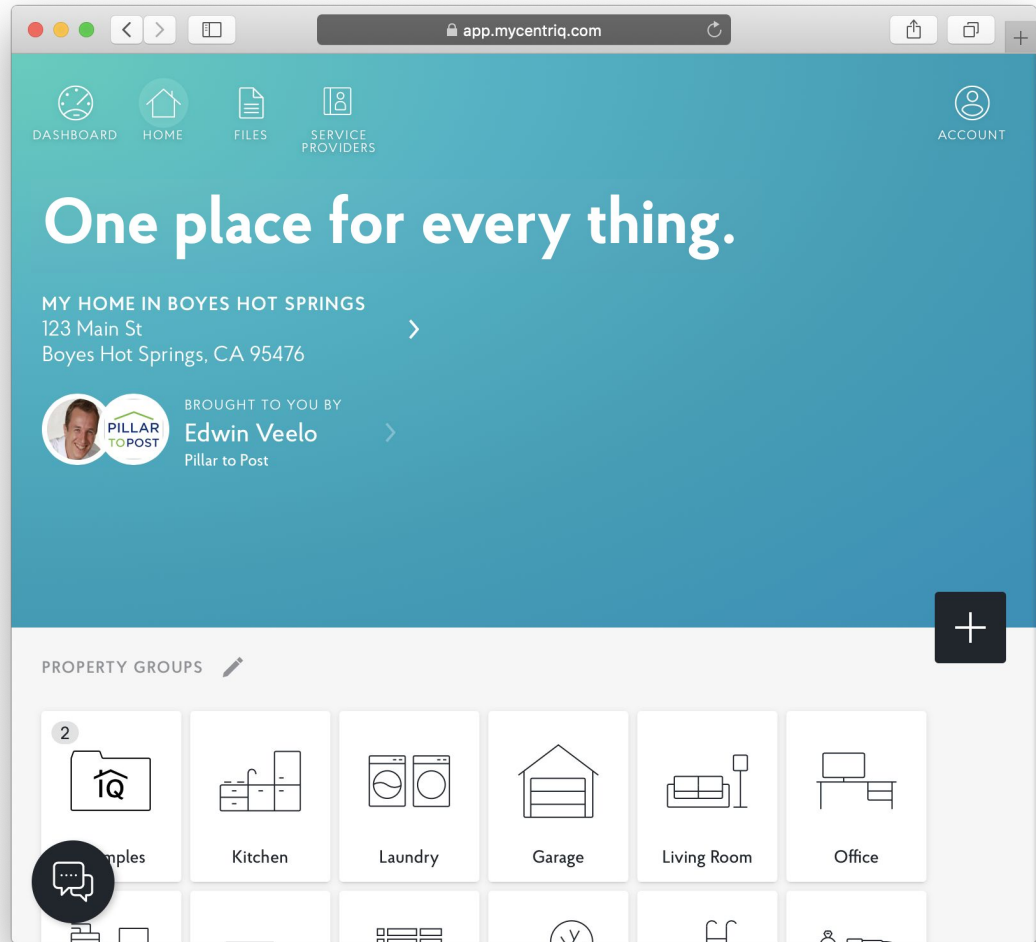 app.mycentriq.com
DASHBOARD
HOME
FILES
SERVICE
PROVIDERS
ACCOUNT
One place for every thing.
MY HOME IN BOYES HOT SPRINGS
123 Main St
Boyes Hot Springs, CA 95476
PILLAR
TO POST
BROUGHT TO YOU BY
Edwin Veelo
Pillar to Post
PROPERTY GROUPS
2
IQ
mples
Kitchen
Laundry
Garage
Living Room
Office